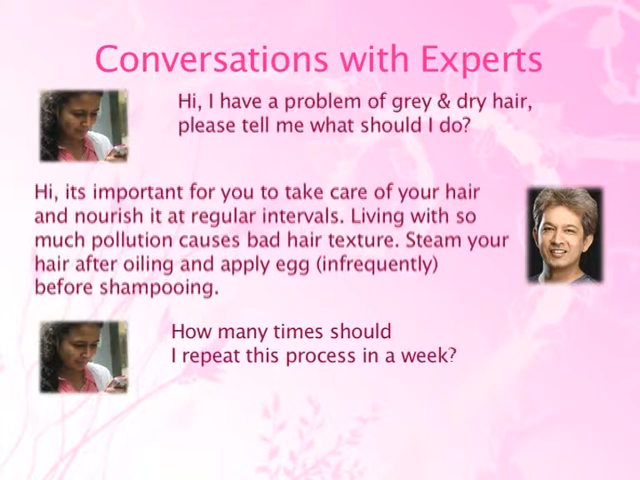 Conversations with Experts
Hi, I have a problem of grey & dry hair,
please tell me what should I do?
Hi, its important for you to take care of your hair
and nourish it at regular intervals. Living with so
much pollution causes bad hair texture. Steam your
hair after oiling and apply egg (infrequently)
before shampooing.
How many times should
I repeat this process in a week?